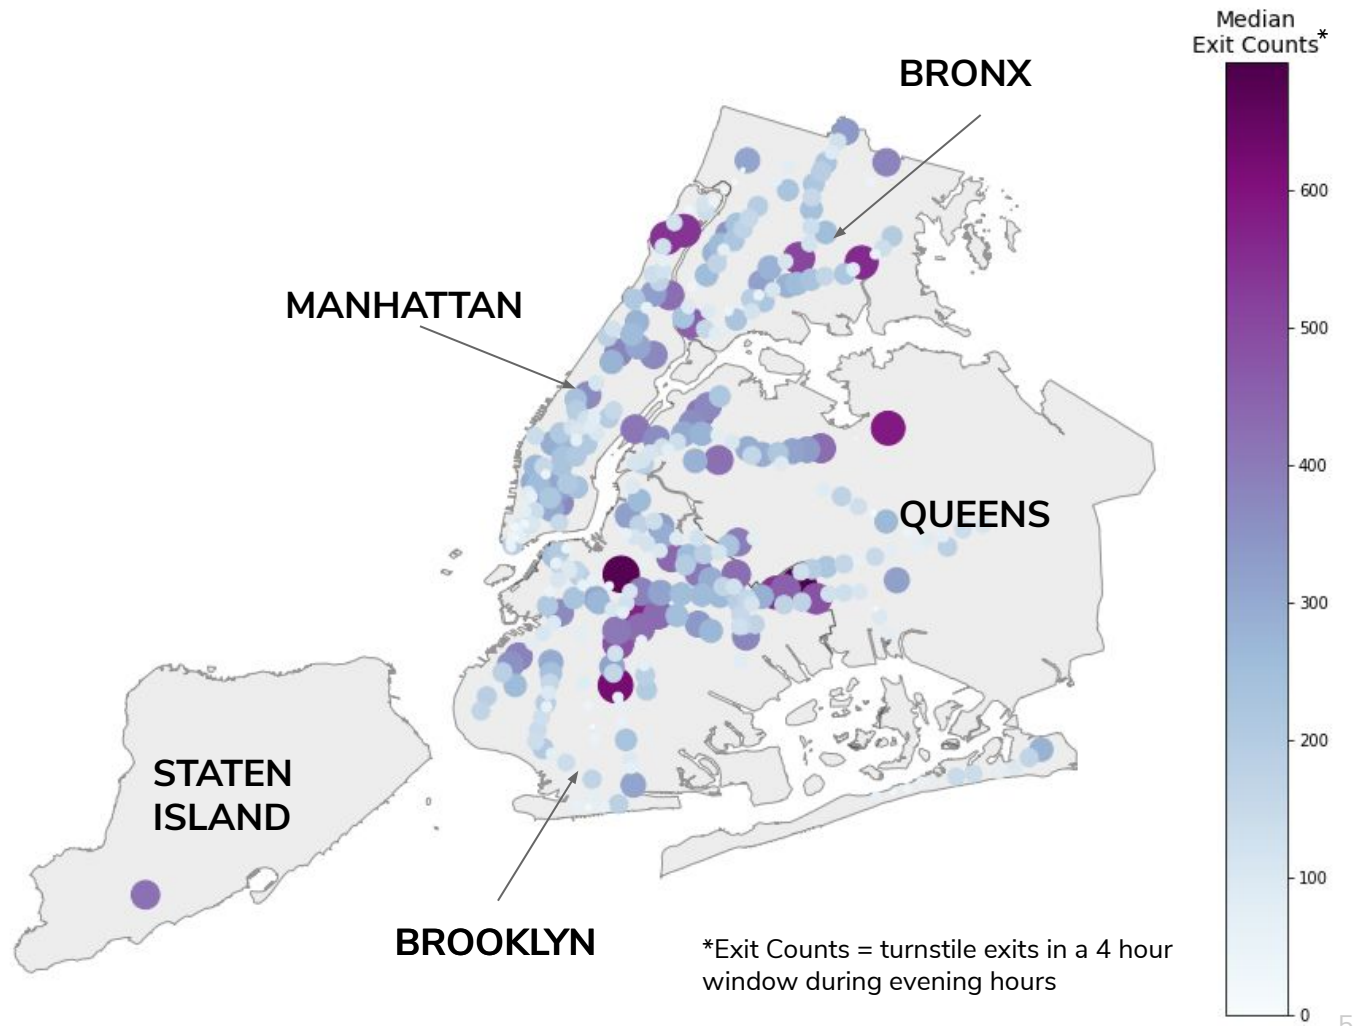 Median
Exit Counts*
BRONX
600
MANHATTAN
500
400
QUEENS
300
200
STATEN
ISLAND
100
BROOKLYN
*Exit Counts = turnstile exits in a 4 hour
window during evening hours
0
5